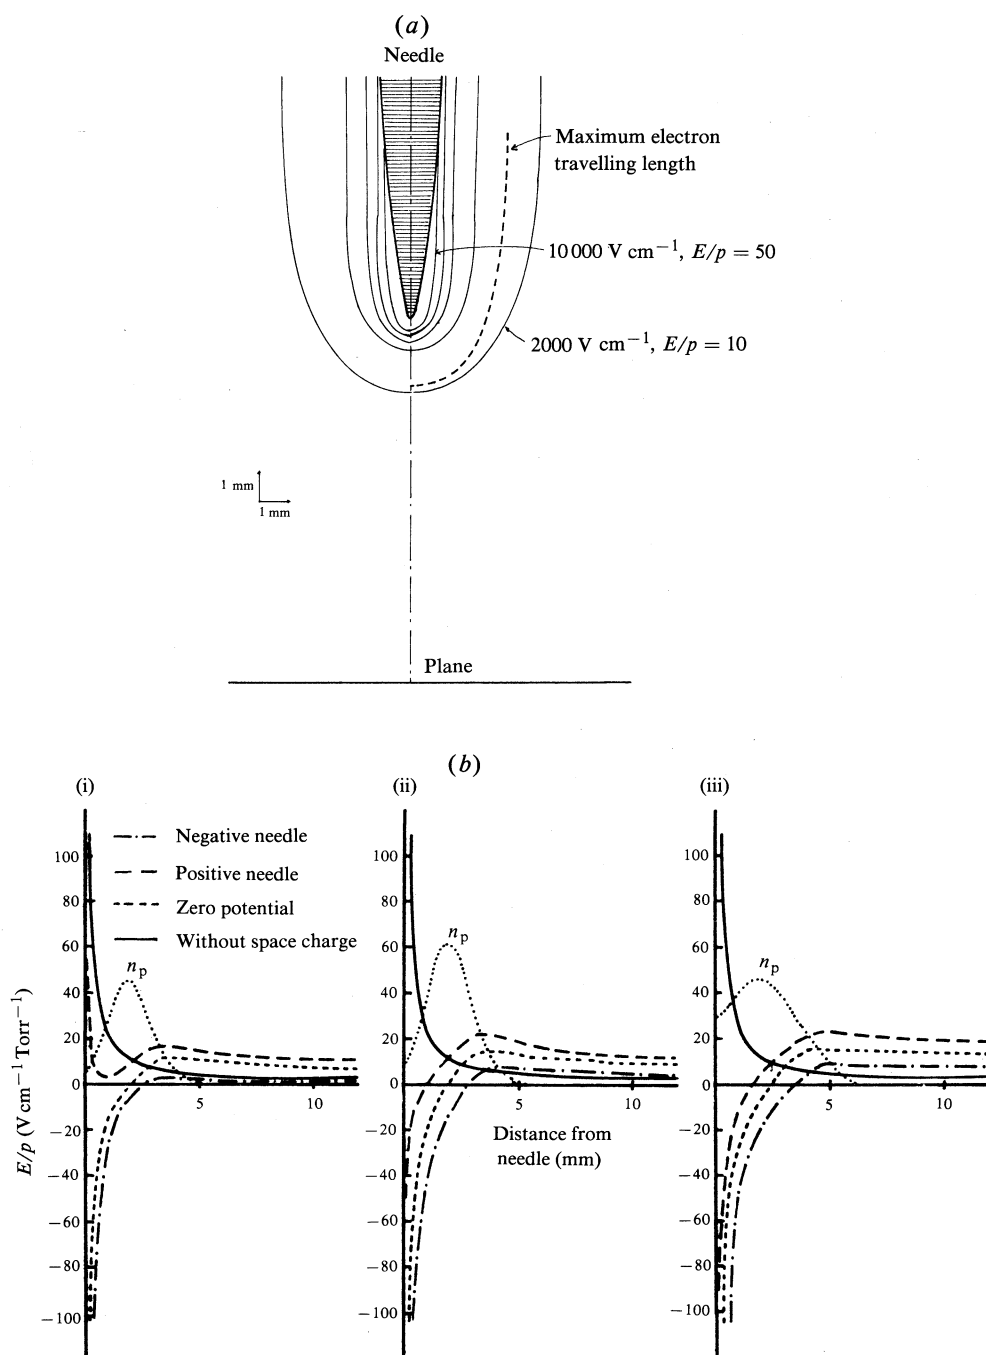 (a)
Needle
Maximum electron
travelling length
10 000 V cm⁻¹, E/p = 50
2000 V cm⁻¹, E/p = 10
1 mm
1 mm
Plane
(b)
(i)
(ii)
(iii)
Negative needle
Positive needle
Zero potential
Without space charge
100
80
60
40
20
0
−20
−40
−60
−80
−100
5
10
nₚ
E/p (V cm⁻¹ Torr⁻¹)
100
80
60
40
20
0
−20
−40
−60
−80
−100
5
10
nₚ
Distance from
needle (mm)
100
80
60
40
20
0
−20
−40
−60
−80
−100
5
10
nₚ